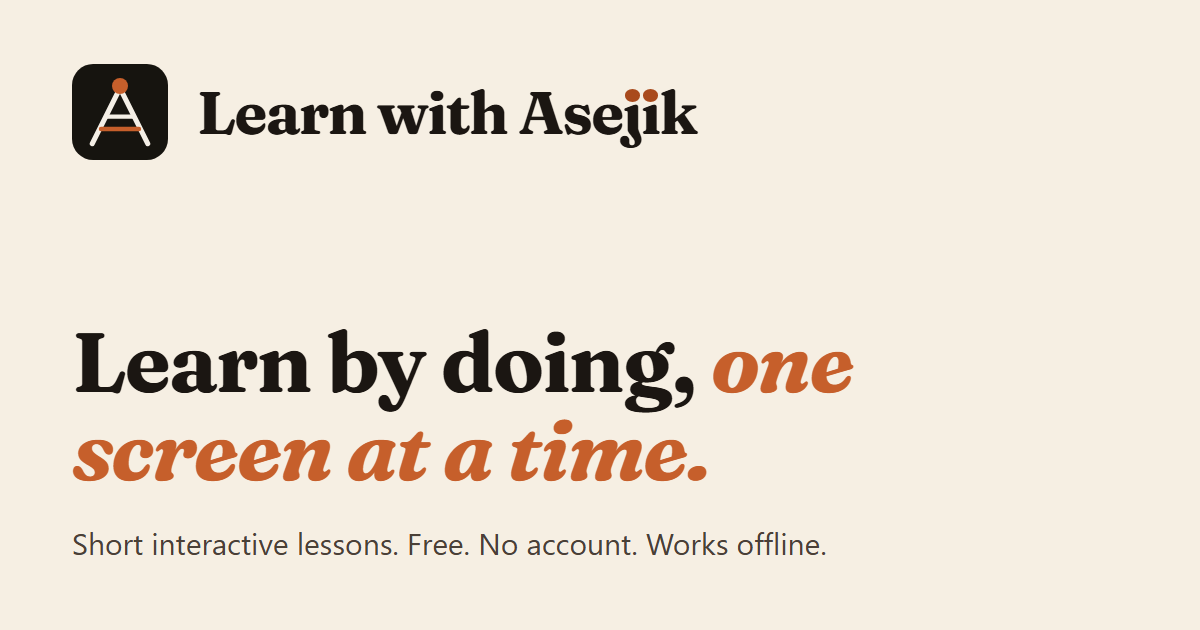 Learn with Asejik
Learn by doing, one
screen at a time.
Short interactive lessons. Free. No account. Works offline.